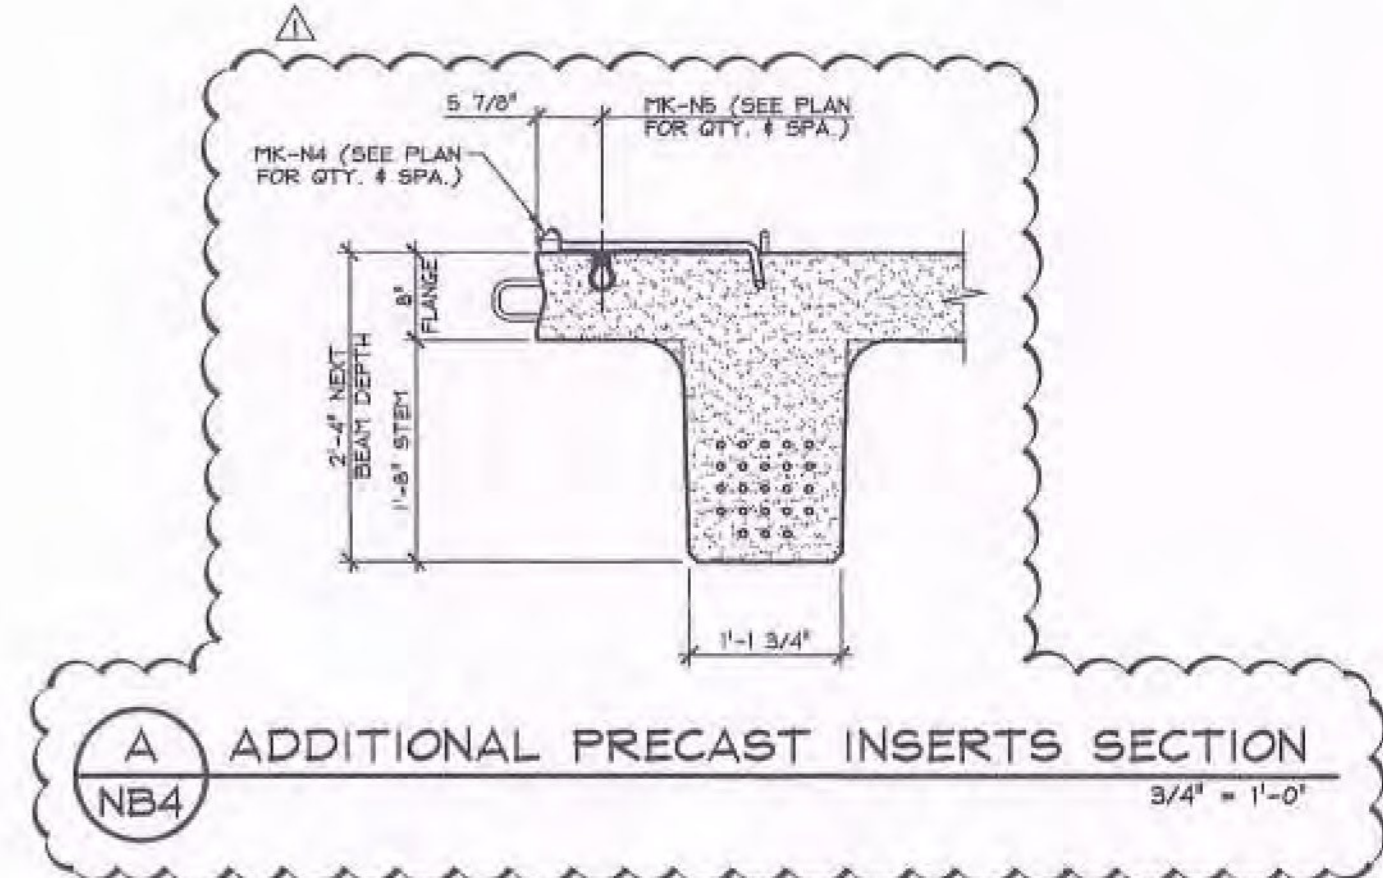 1
5 7/8"
MK-N5 (SEE PLAN
FOR QTY. & SPA.)
MK-N4 (SEE PLAN
FOR QTY. & SPA.)
8"
FLANGE
2'-4" NEXT
BEAM DEPTH
1'-8" STEM
1'-1 3/4"
A
NB4
ADDITIONAL PRECAST INSERTS SECTION
3/4" = 1'-0"